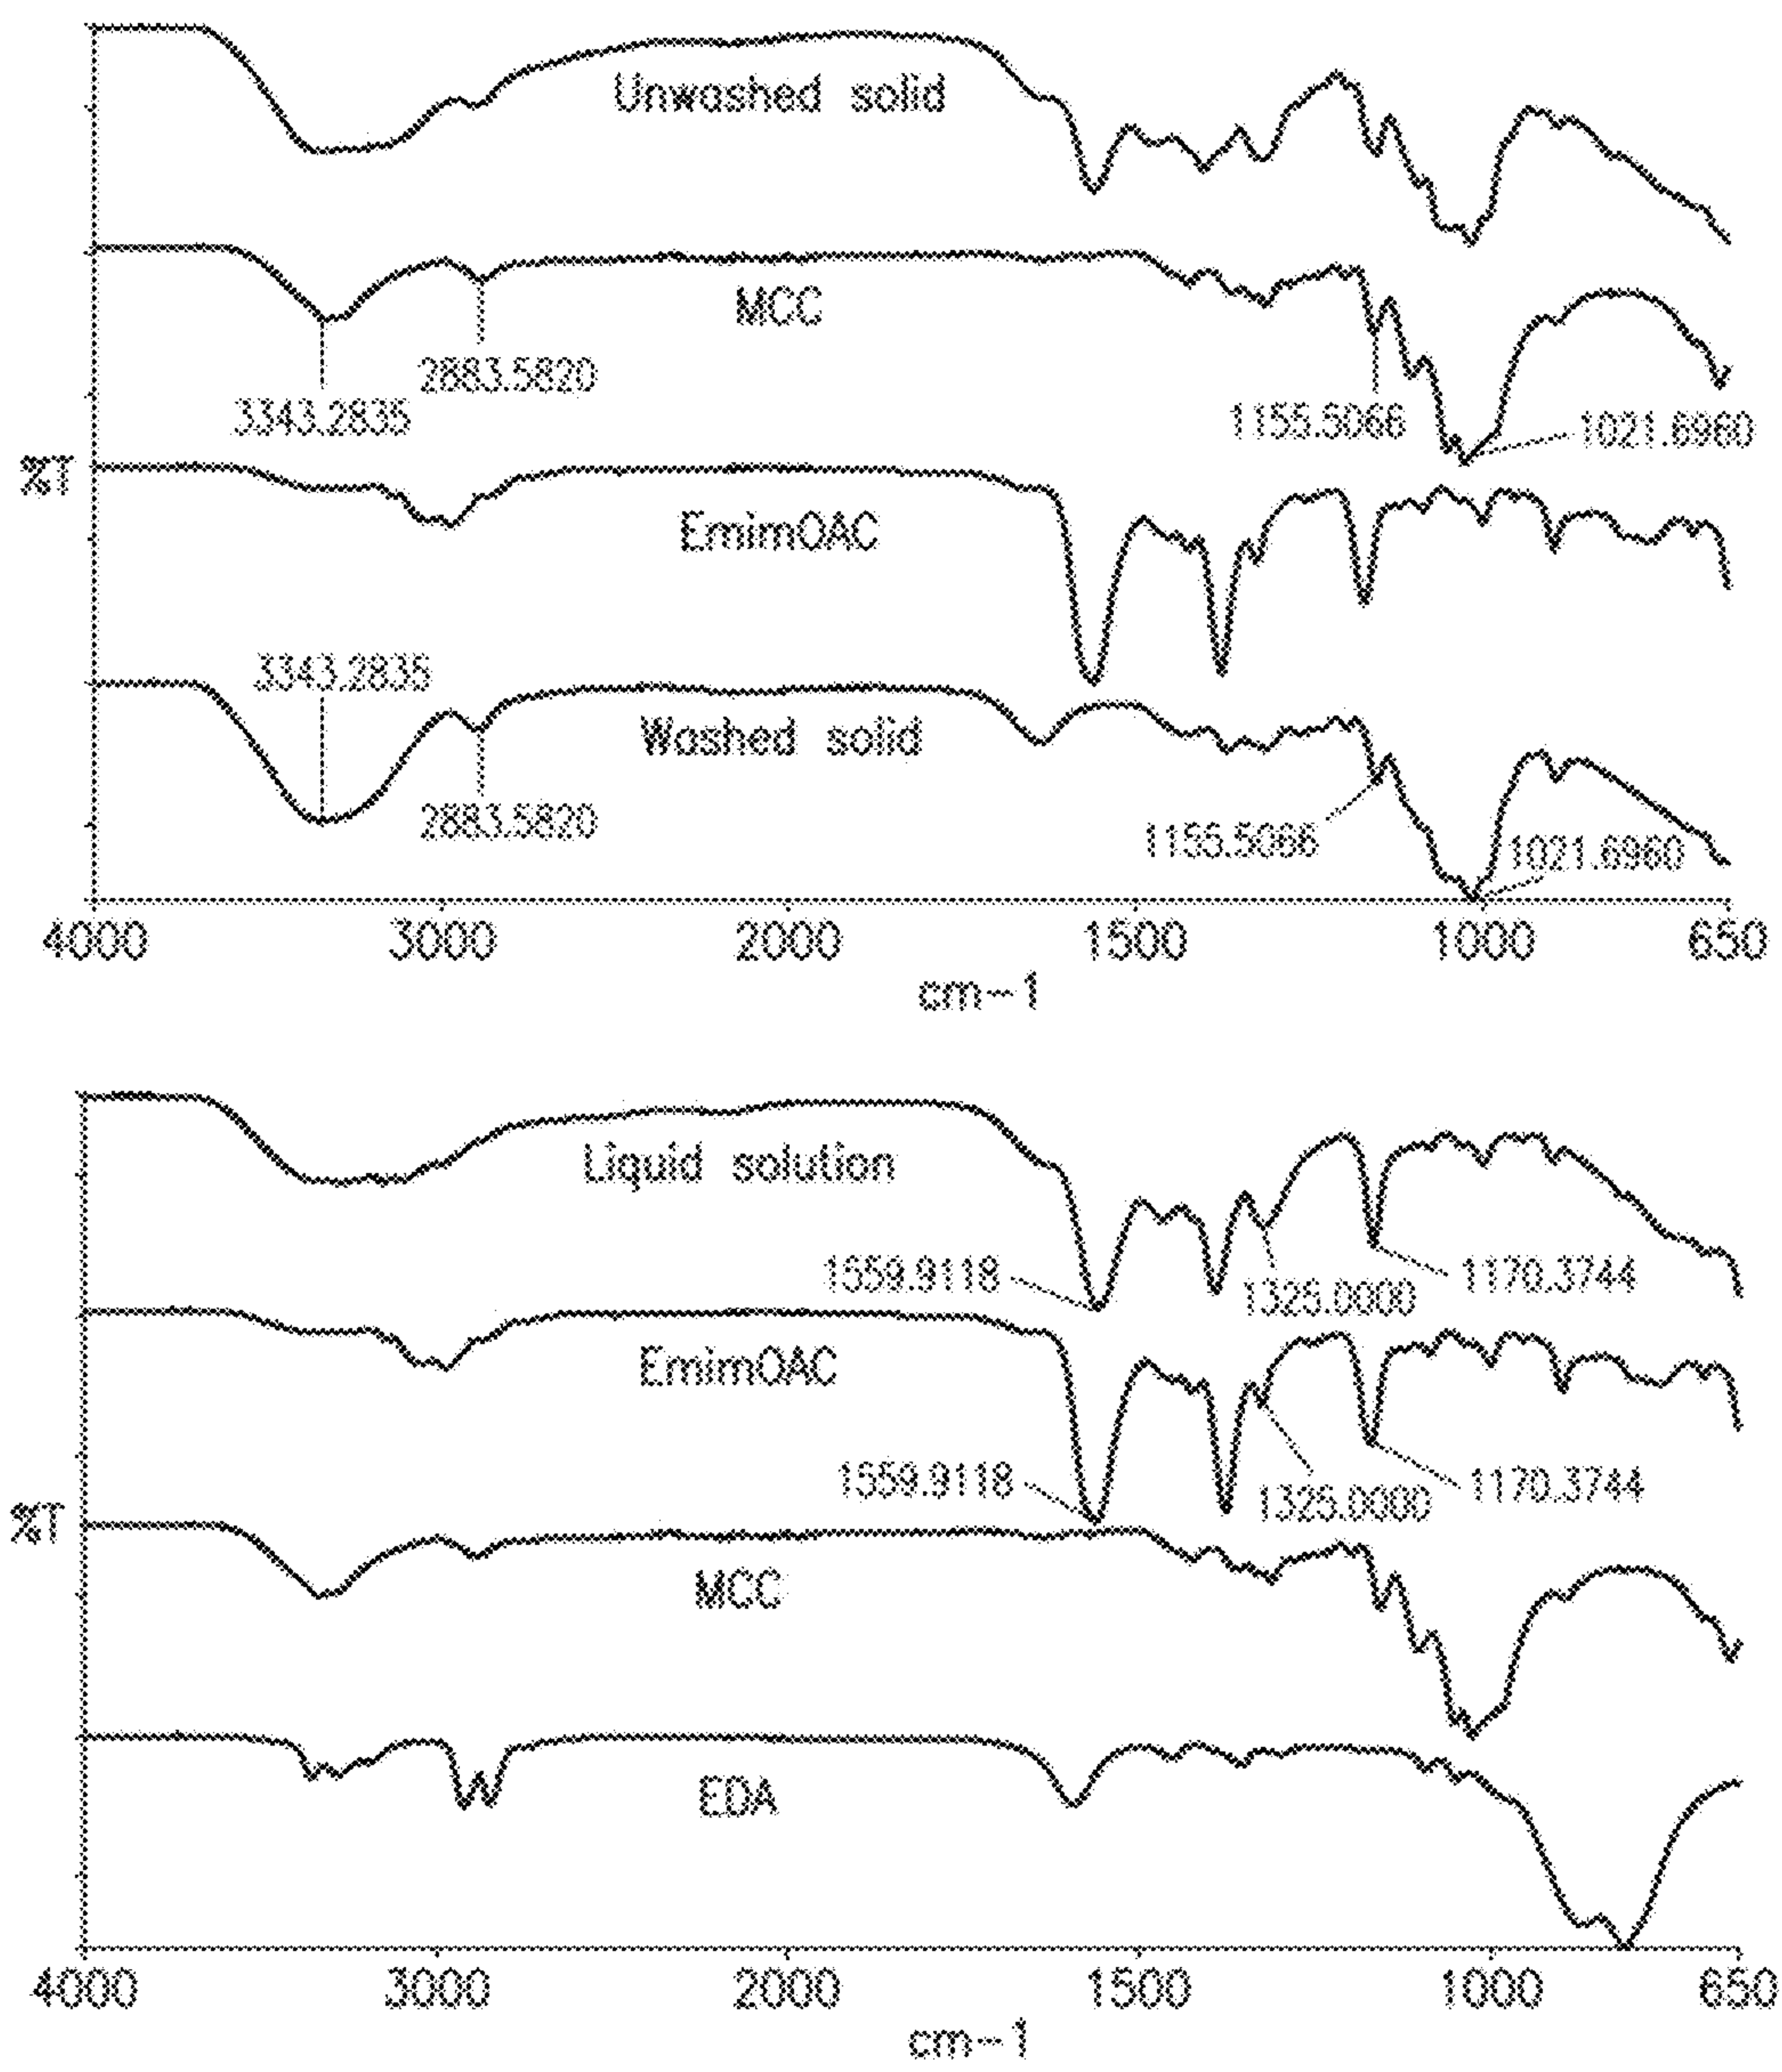 Unwashed solid
MCC
2883.5820
3343.2835
1155.5066
1021.6960
%T
EmimOAC
3343.2835
Washed solid
2883.5820
1155.5066
1021.6960
4000 3000 2000 1500 1000 650
cm-1
Liquid solution
1559.9118
1325.0000
1170.3744
EmimOAC
1559.9118
1325.0000
1170.3744
%T
MCC
EDA
4000 3000 2000 1500 1000 650
cm-1